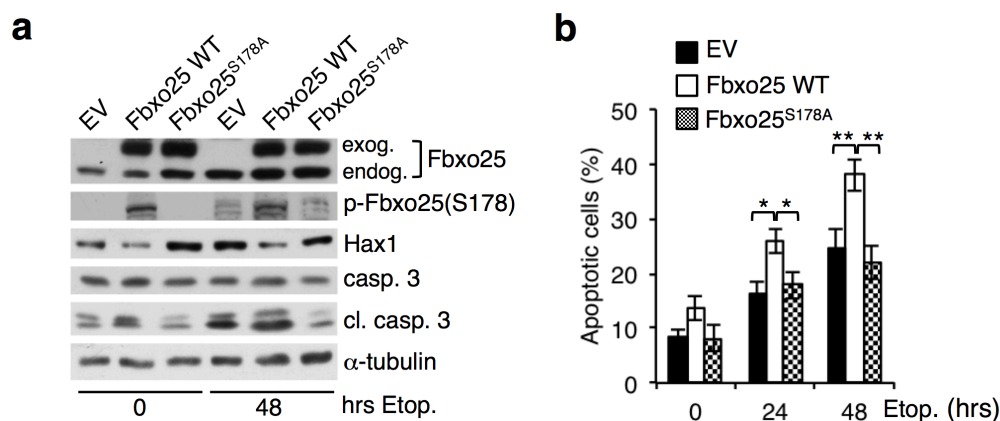 a
EV
Fbxo25 WT
Fbxo25S178A
EV
Fbxo25 WT
Fbxo25S178A
exog.
endog.
Fbxo25
p-Fbxo25(S178)
Hax1
casp. 3
cl. casp. 3
α-tubulin
0
48
hrs Etop.
b
EV
Fbxo25 WT
Fbxo25S178A
Apoptotic cells (%)
50
40
30
20
10
0
* *
** **
0
24
48
Etop. (hrs)